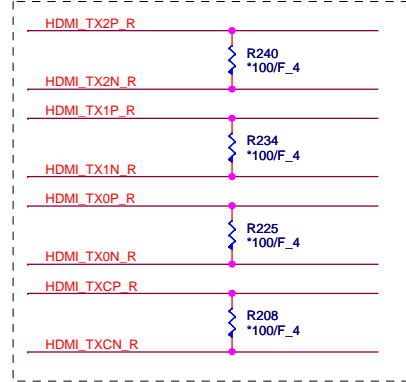 HDMI_TX2P_R
R240
*100/F_4
HDMI_TX2N_R
HDMI_TX1P_R
R234
*100/F_4
HDMI_TX1N_R
HDMI_TX0P_R
R225
*100/F_4
HDMI_TX0N_R
HDMI_TXCP_R
R208
*100/F_4
HDMI_TXCN_R